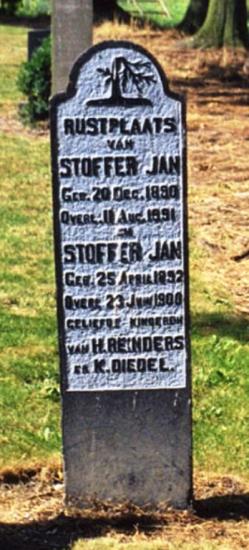 RUSTPLAATS
VAN
STOFFER JAN
GEB. 20 DEC. 1890
OVERL. 11 AUG. 1891
EN
STOFFER JAN
GEB. 25 APRIL 1892
OVERL. 23 JUNI 1900
GELIEFDE KINDEREN
VAN H. REINDERS
EN K. DIEDEL.